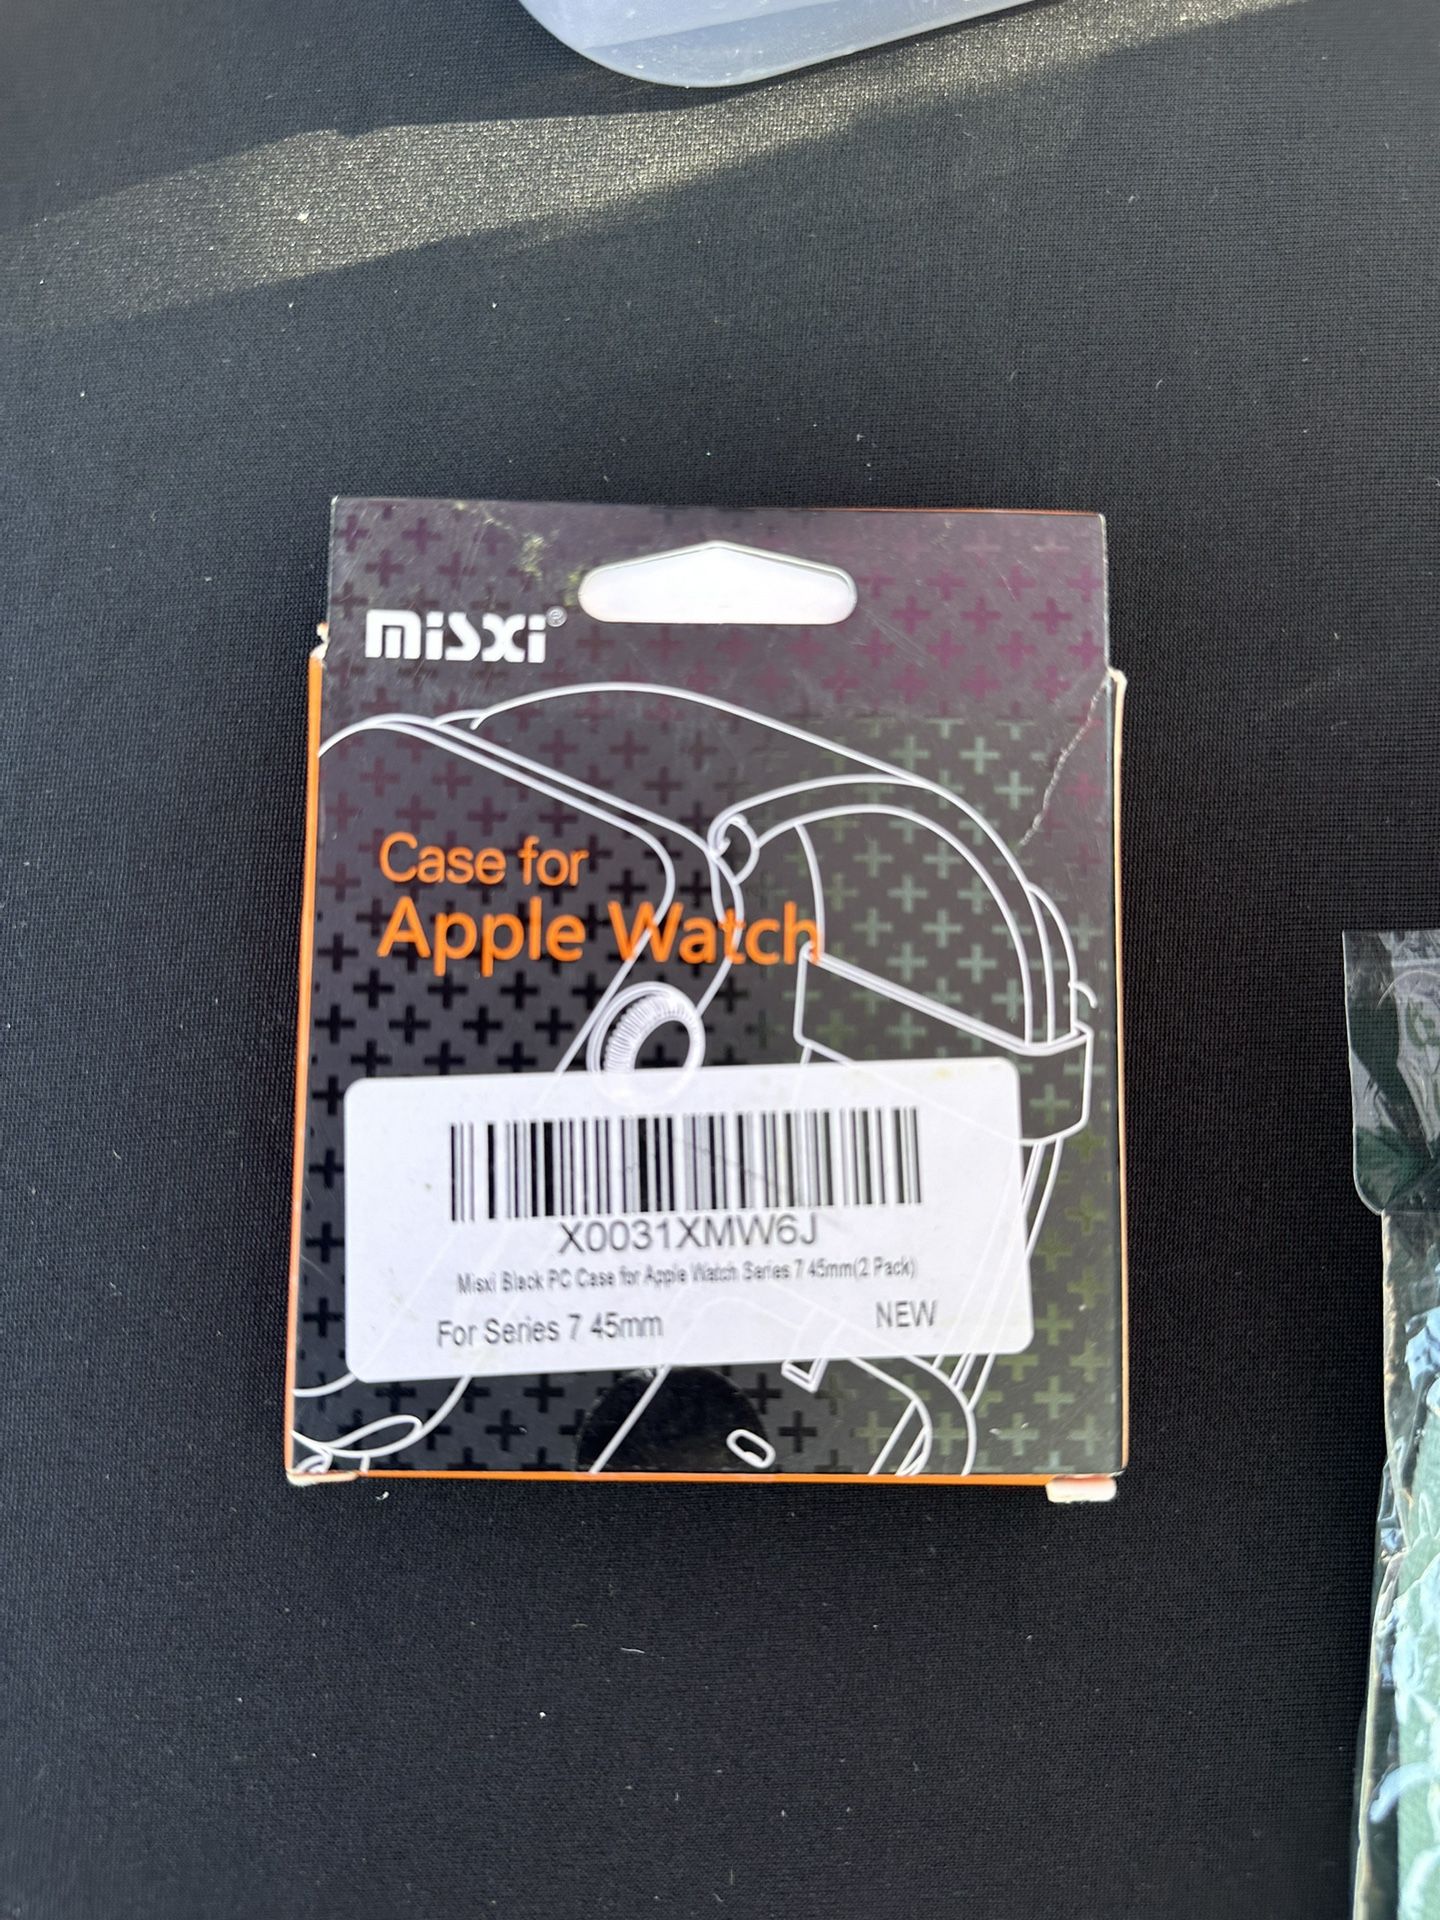 misxi®
Case for
Apple Watch
X0031XMW6J
Misxi Black PC Case for Apple Watch Series 7 45mm(2 Pack)
For Series 7 45mm
NEW